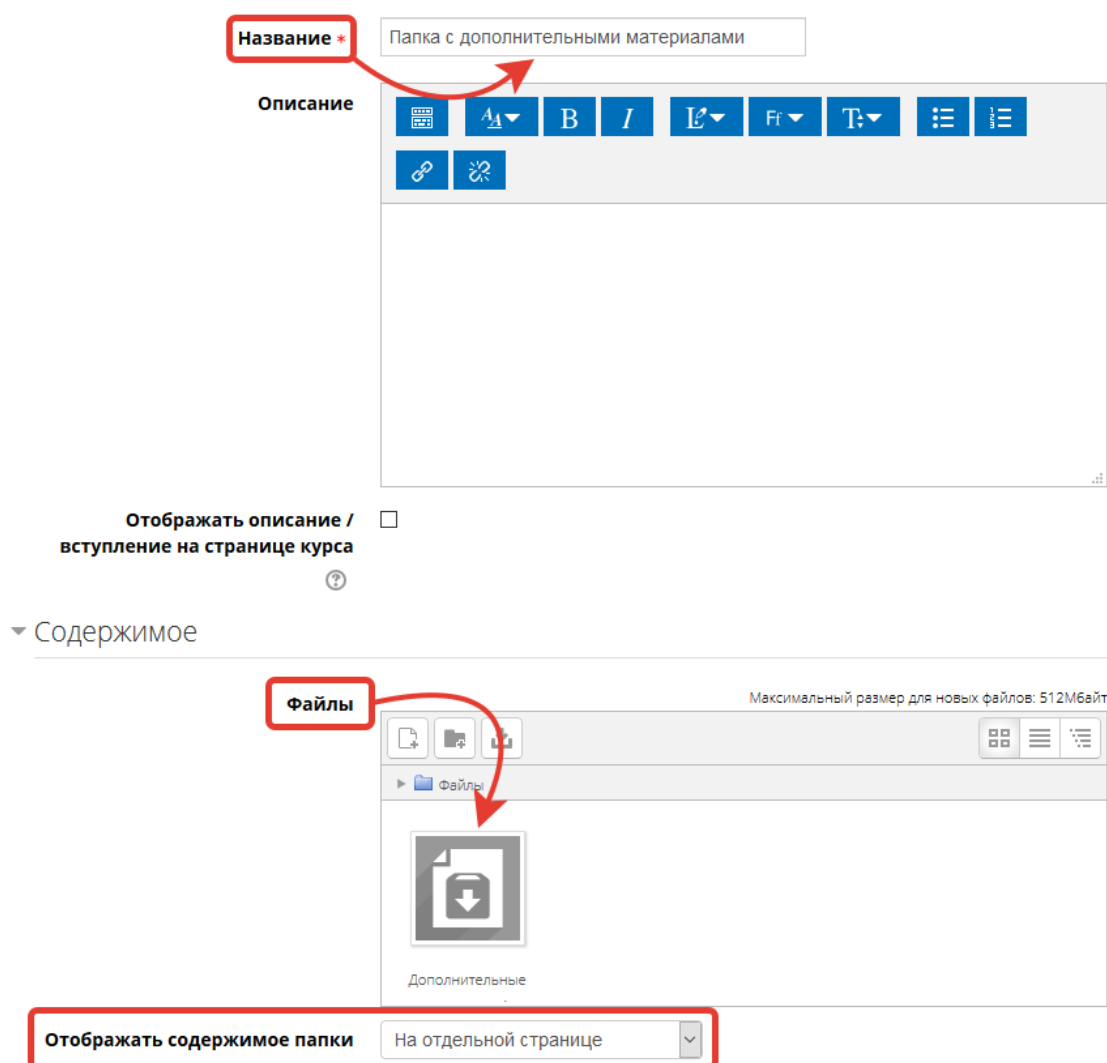 Название *
Папка с дополнительными материалами
Описание
B I Ff
Отображать описание /
вступление на странице курса
Содержимое
Файлы
Максимальный размер для новых файлов: 512Мбайт
Файлы
Дополнительные
Отображать содержимое папки
На отдельной странице